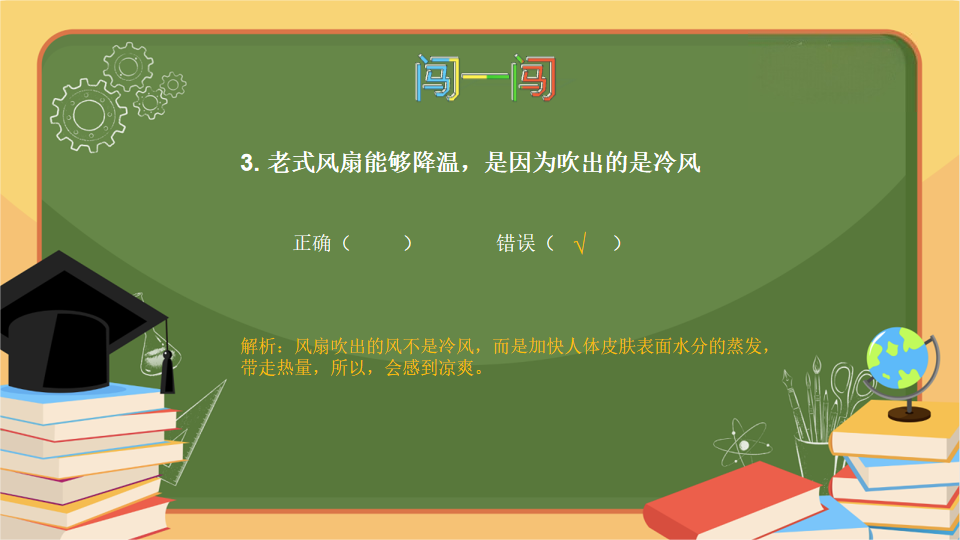 闯一闯
3. 老式风扇能够降温，是因为吹出的是冷风
正确（　　）　　错误（　√　）
解析：风扇吹出的风不是冷风，而是加快人体皮肤表面水分的蒸发，
带走热量，所以，会感到凉爽。